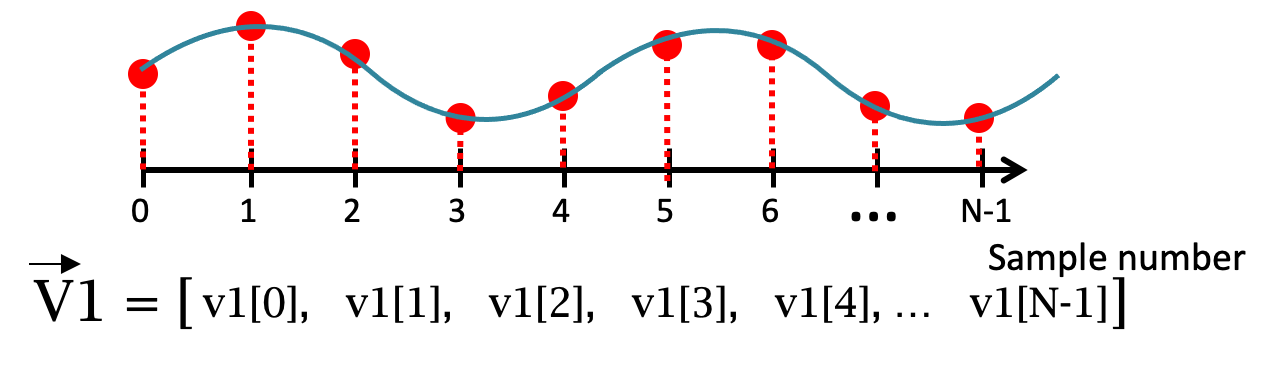 0 1 2 3 4 5 6 ... N-1
Sample number
V1 = [ v1[0], v1[1], v1[2], v1[3], v1[4], ... v1[N-1]]